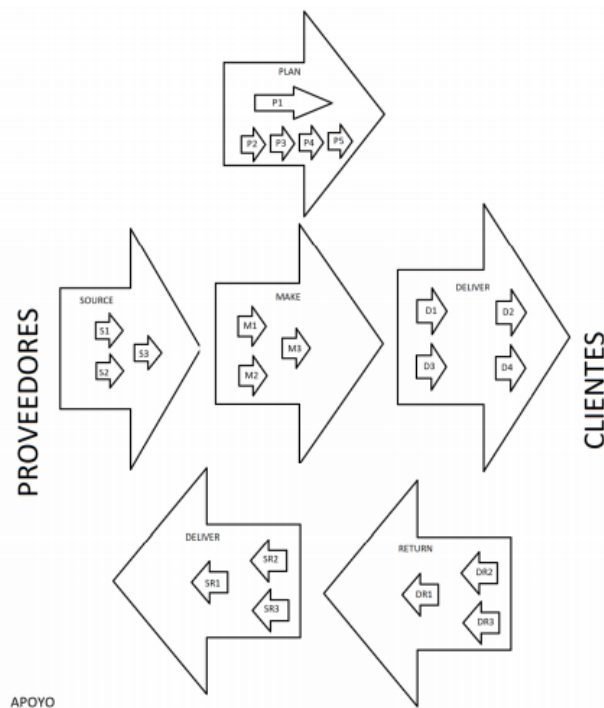 PLAN
P1
P2 P3 P4 P5
PROVEEDORES
SOURCE
S1
S2
S3
MAKE
M1
M2
M3
DELIVER
D1 D2
D3 D4
CLIENTES
DELIVER
SR2
SR1
SR3
RETURN
DR2
DR1
DR3
APOYO